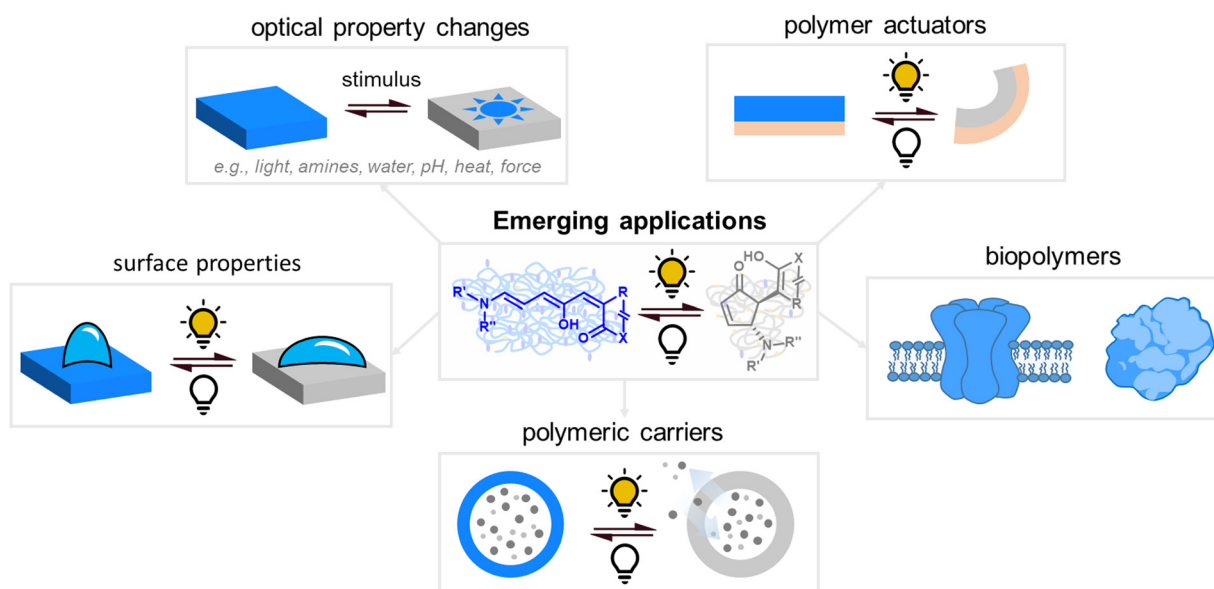 optical property changes
stimulus
e.g., light, amines, water, pH, heat, force
polymer actuators
Emerging applications
R'
N
R"
OH
R
O
X
HO
X
O
R
N
R"
R'
surface properties
biopolymers
polymeric carriers